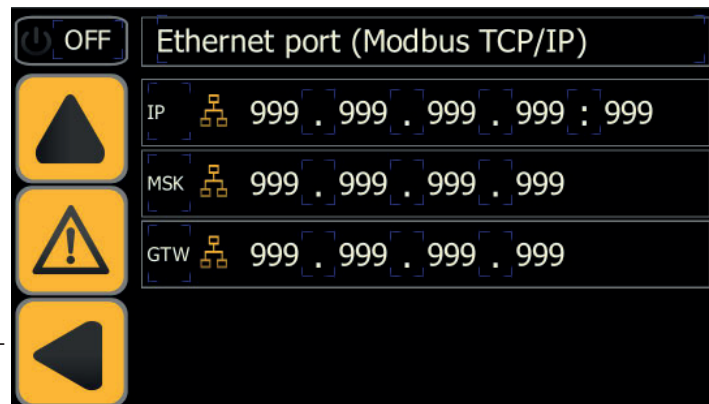 OFF
Ethernet port (Modbus TCP/IP)
IP 999 . 999 . 999 . 999 : 999
MSK 999 . 999 . 999 . 999
GTW 999 . 999 . 999 . 999